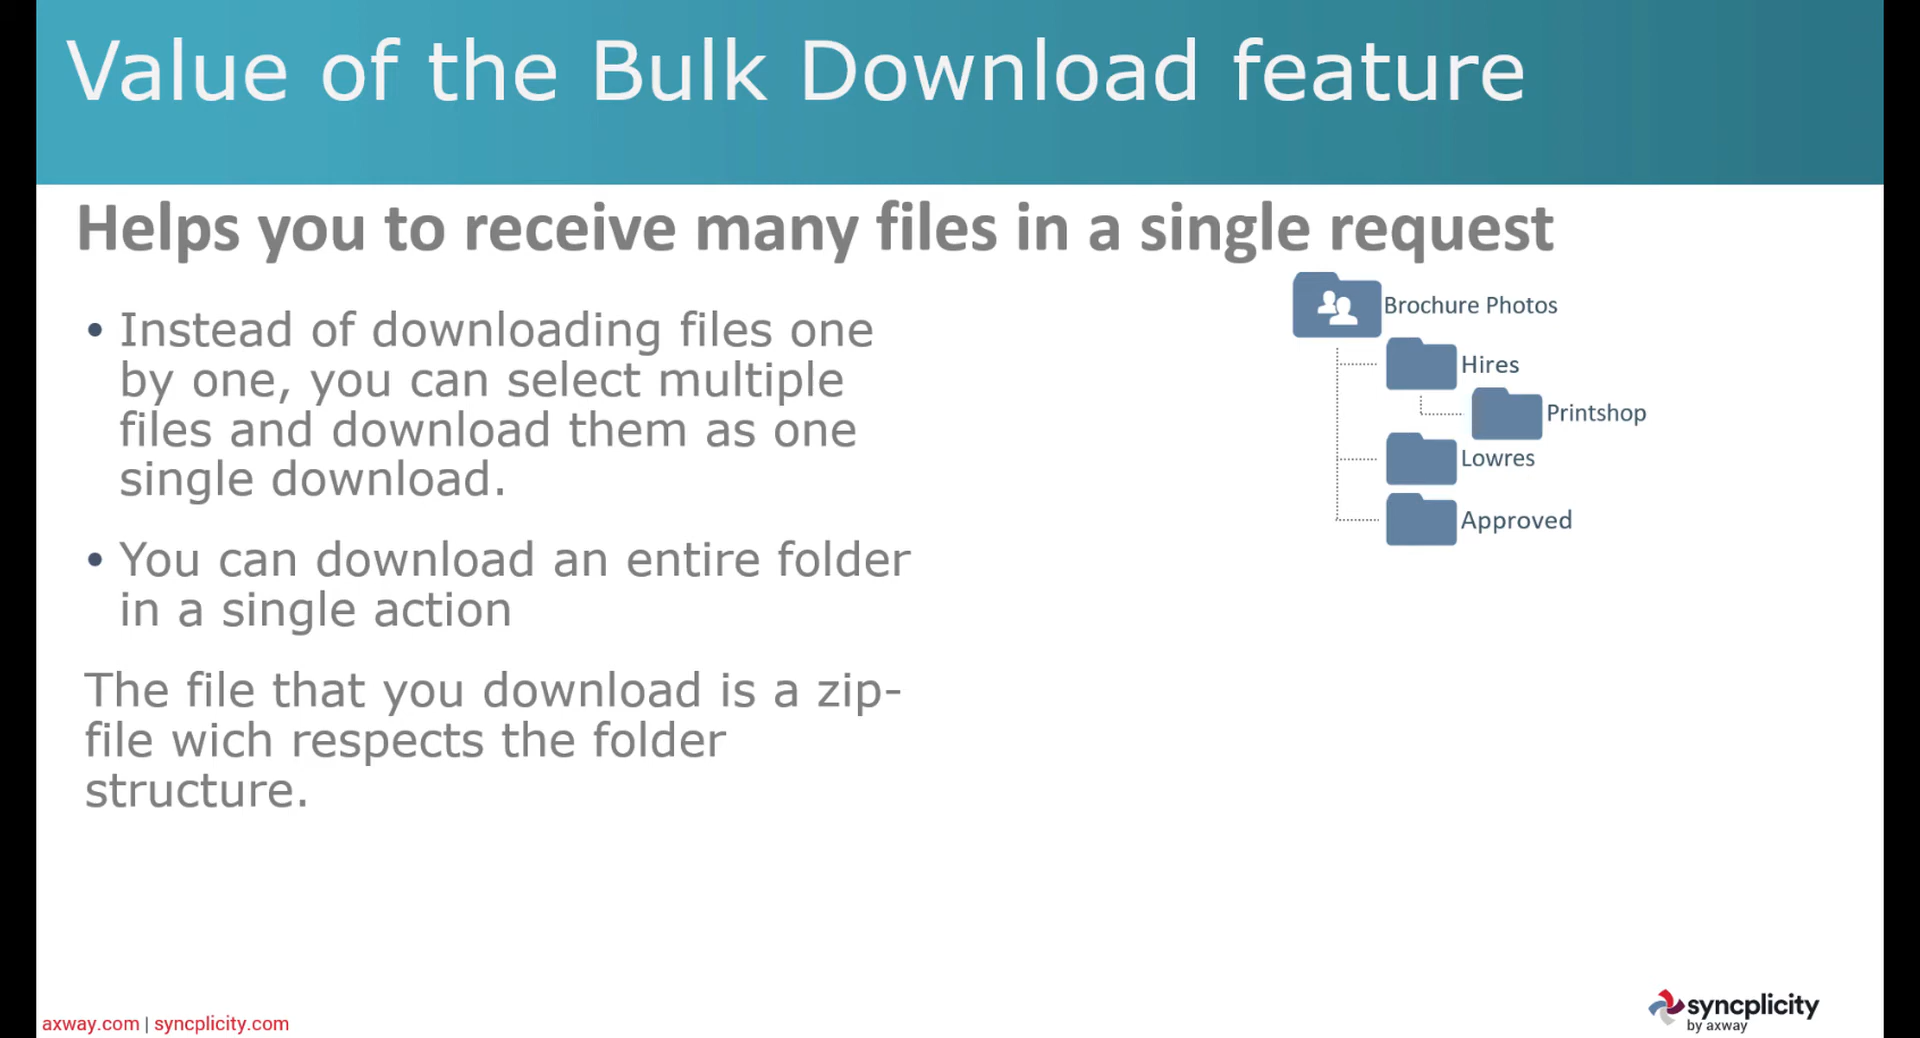 Value of the Bulk Download feature
Helps you to receive many files in a single request
• Instead of downloading files one
by one, you can select multiple
files and download them as one
single download.
• You can download an entire folder
in a single action
The file that you download is a zip-
file wich respects the folder
structure.
Brochure Photos
Hires
Printshop
Lowres
Approved
axway.com | syncplicity.com
syncplicity
by axway